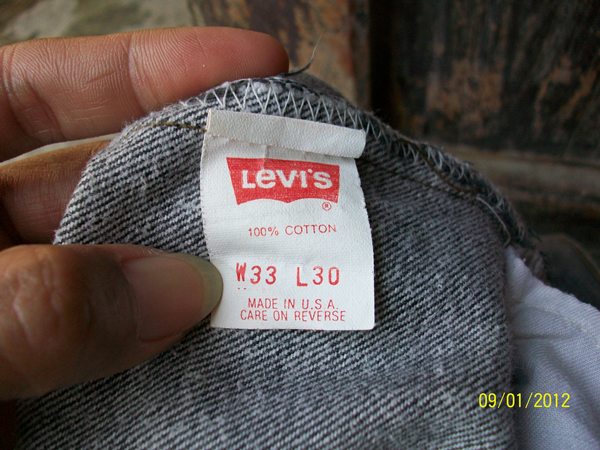 LEVI'S
®
100% COTTON
W33 L30
MADE IN U.S.A.
CARE ON REVERSE
09/01/2012